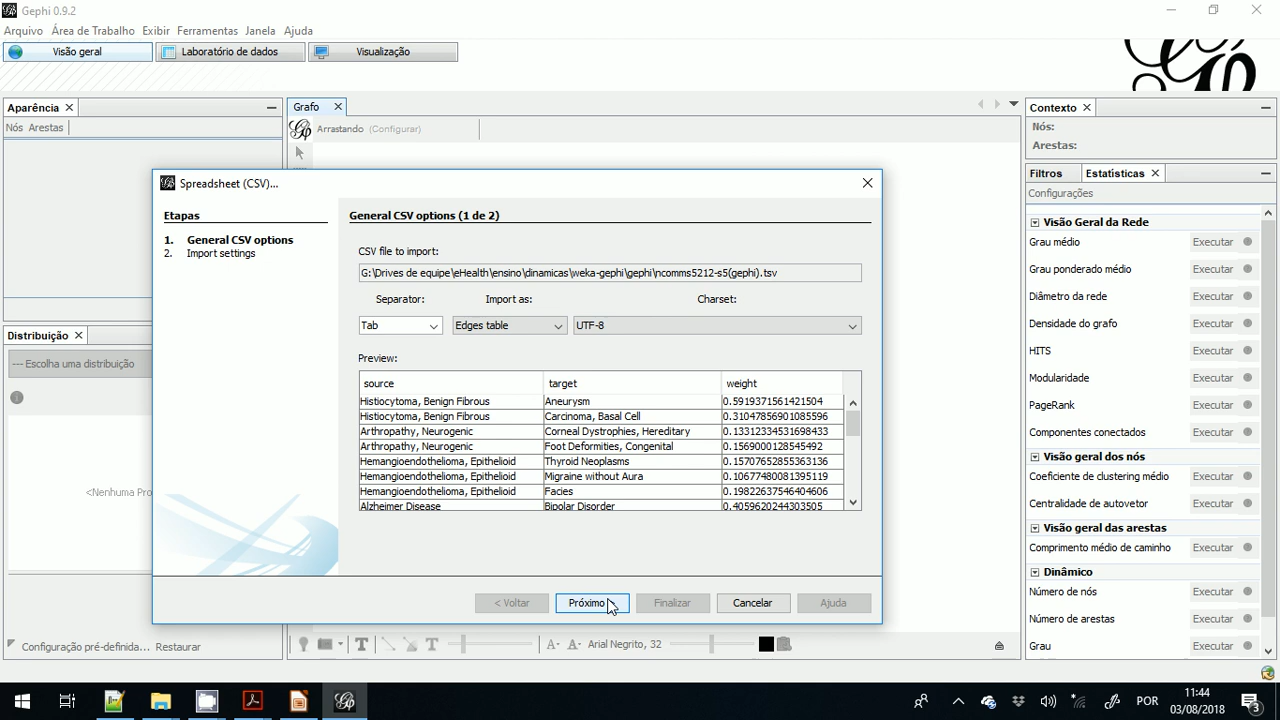 Gephi 0.9.2
Arquivo Área de Trabalho Exibir Ferramentas Janela Ajuda
Visão geral Laboratório de dados Visualização
Aparência
Nós Arestas
Grafo
Arrastando (Configurar)
Contexto
Nós:
Arestas:
Filtros Estatísticas
Configurações
Visão Geral da Rede
Grau médio Executar
Grau ponderado médio Executar
Diâmetro da rede Executar
Densidade do grafo Executar
HITS Executar
Modularidade Executar
PageRank Executar
Componentes conectados Executar
Visão geral dos nós
Coeficiente de clustering médio Executar
Centralidade de autovetor Executar
Visão geral das arestas
Comprimento médio de caminho Executar
Dinâmico
Número de nós Executar
Número de arestas Executar
Grau Executar
Distribuição
--- Escolha uma distribuição
<Nenhuma Pro
Configuração pré-definida... Restaurar
Spreadsheet (CSV)...
Etapas
1. General CSV options
2. Import settings
General CSV options (1 de 2)
CSV file to import:
G:\Drives de equipe\eHealth\ensino\dinamicas\weka-gephi\gephi\ncomms5212-s5(gephi).tsv
Separator: Import as: Charset:
Tab Edges table UTF-8
Preview:
source target weight
Histiocytoma, Benign Fibrous Aneurysm 0.5919371561421504
Histiocytoma, Benign Fibrous Carcinoma, Basal Cell 0.31047856901085596
Arthropathy, Neurogenic Corneal Dystrophies, Hereditary 0.13312334531698433
Arthropathy, Neurogenic Foot Deformities, Congenital 0.1569000128545492
Hemangioendothelioma, Epithelioid Thyroid Neoplasms 0.15707652855363136
Hemangioendothelioma, Epithelioid Migraine without Aura 0.10677480081395119
Hemangioendothelioma, Epithelioid Facies 0.19822637546404606
Alzheimer Disease Bipolar Disorder 0.4059620244303505
< Voltar Próximo Finalizar Cancelar Ajuda
T T A- A- Arial Negrito, 32
POR
11:44
03/08/2018
3